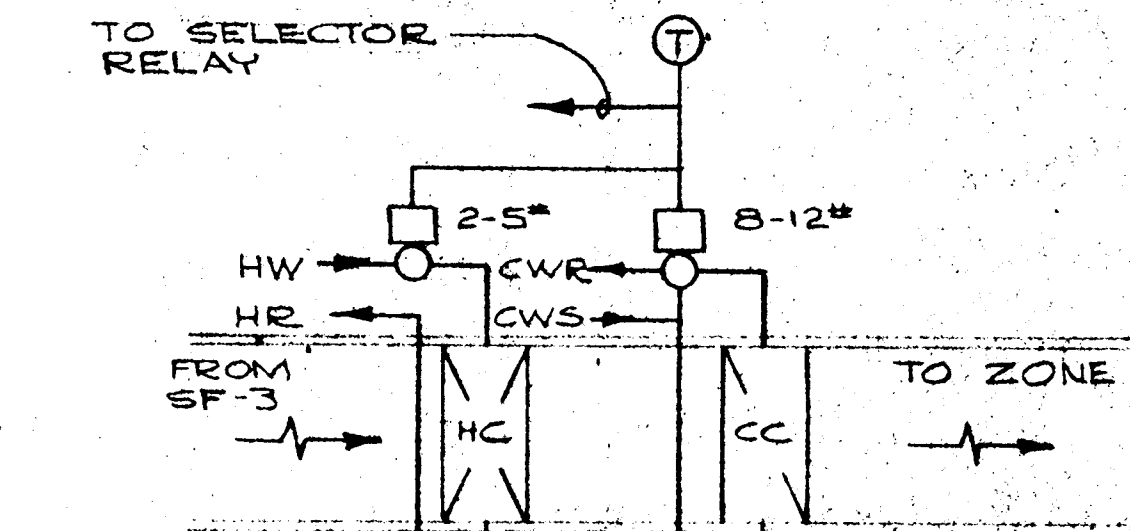 TO SELECTOR
RELAY
T
2-5#
8-12#
HW
CWR
HR
CWS
FROM
SF-3
TO ZONE
HC
CC